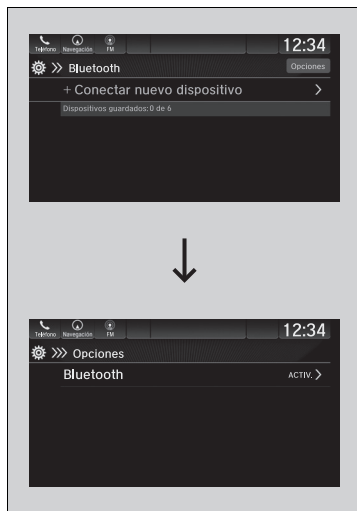 Teléfono Navegación FM 12:34
Bluetooth Opciones
+ Conectar nuevo dispositivo
Dispositivos guardados: 0 de 6
Teléfono Navegación FM 12:34
Opciones
Bluetooth ACTIV.